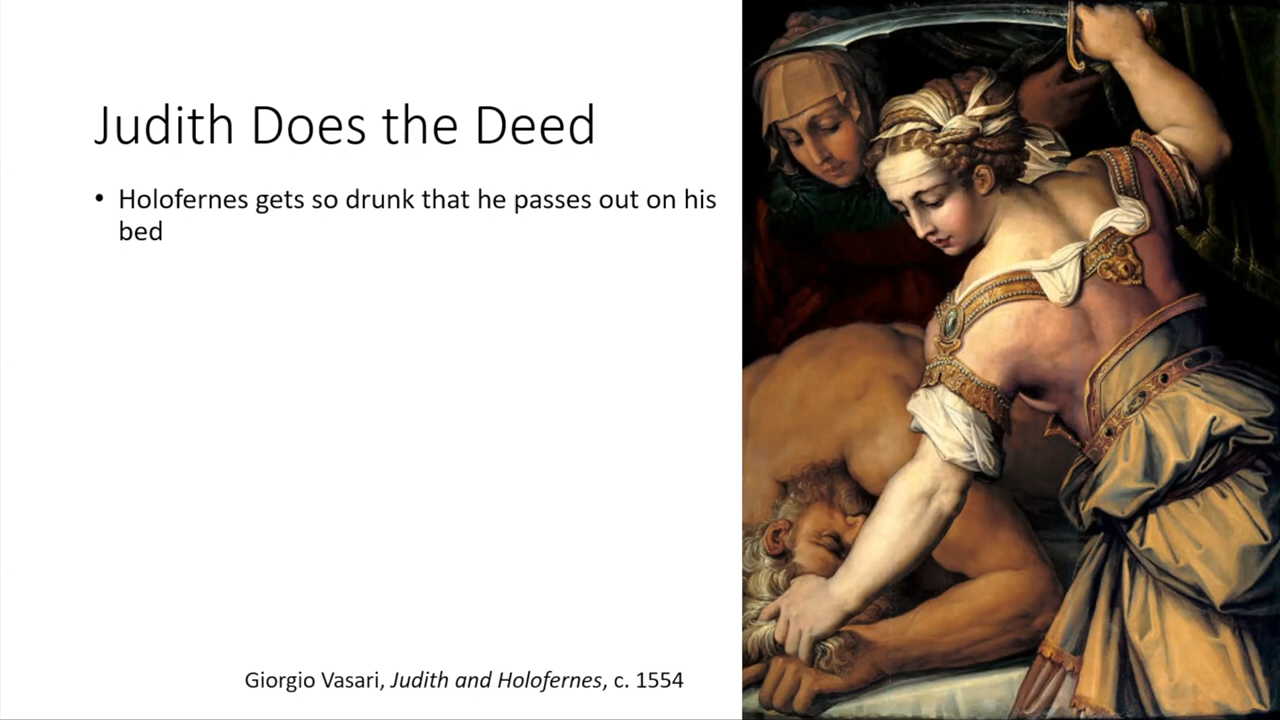 Judith Does the Deed
• Holofernes gets so drunk that he passes out on his
bed
Giorgio Vasari, Judith and Holofernes, c. 1554